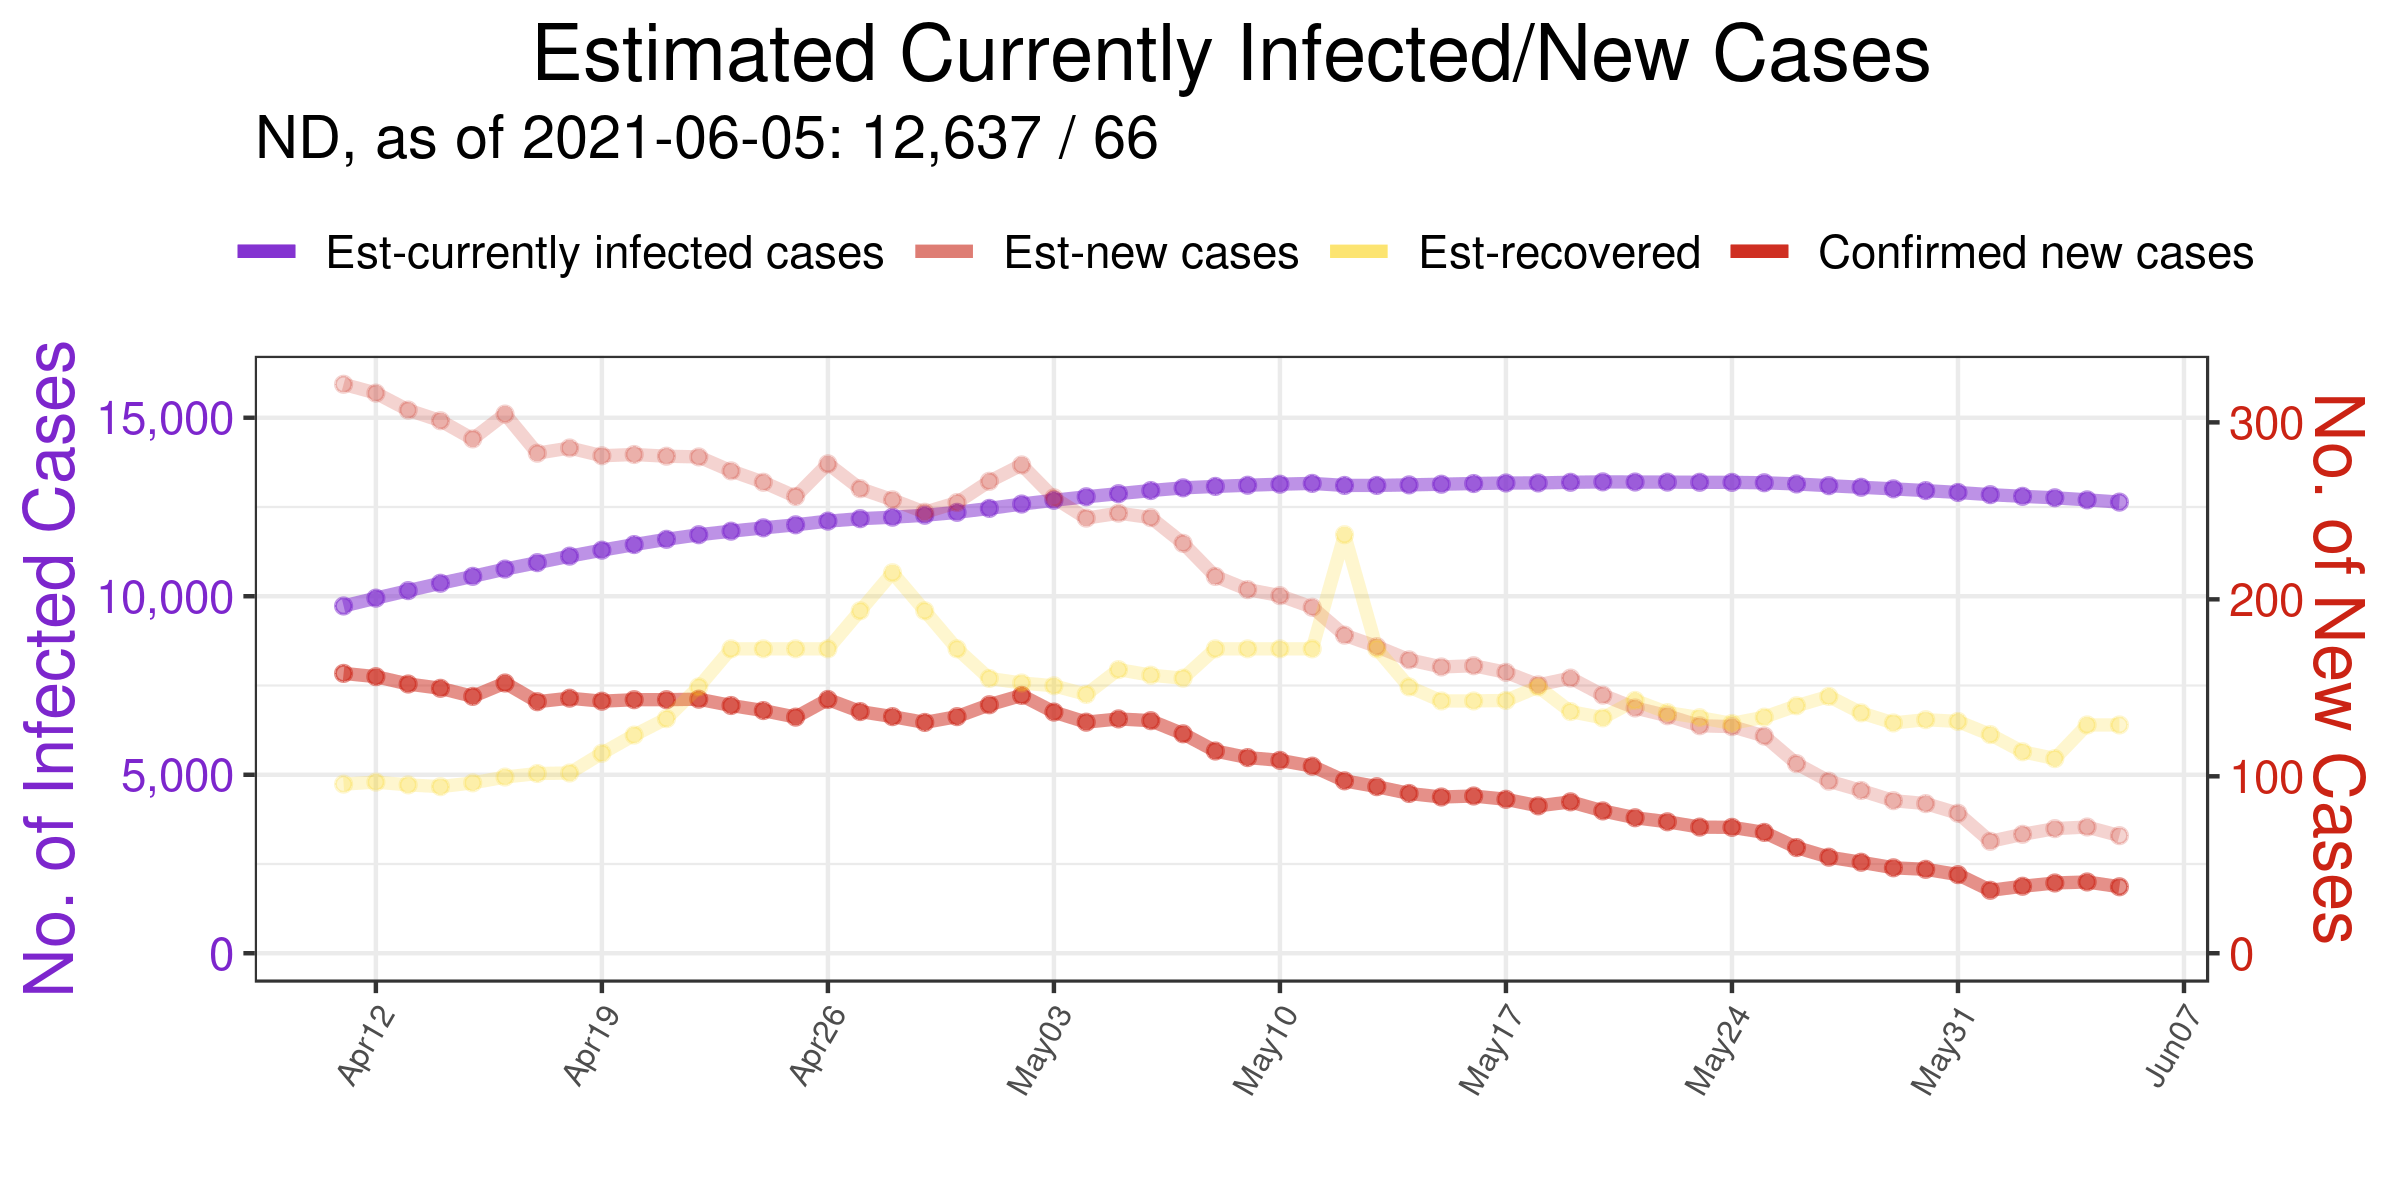 Estimated Currently Infected/New Cases
ND, as of 2021-06-05: 12,637 / 66
Est-currently infected cases
Est-new cases
Est-recovered
Confirmed new cases
No. of Infected Cases
15,000
10,000
5,000
0
300
200
100
0
No. of New Cases
Apr12
Apr19
Apr26
May03
May10
May17
May24
May31
Jun07